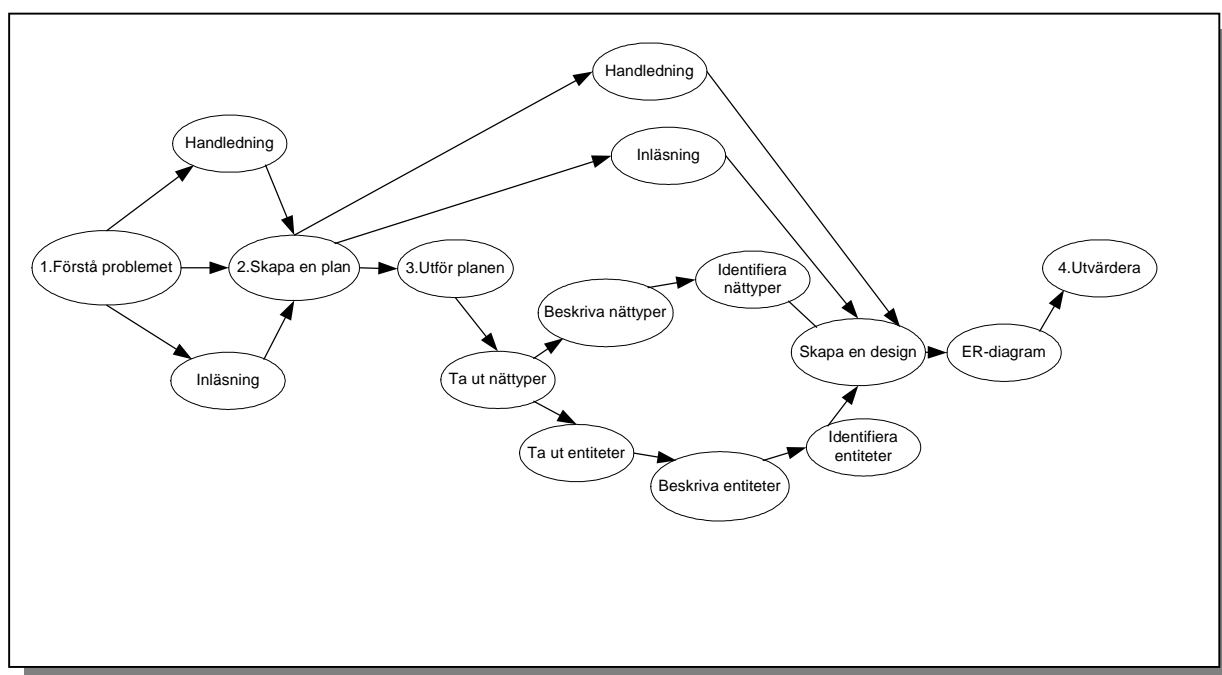 Handledning
Handledning
Inläsning
1.Förstå problemet
2.Skapa en plan
3.Utför planen
4.Utvärdera
Identifiera
nättyper
Beskriva nättyper
Skapa en design
ER-diagram
Inläsning
Ta ut nättyper
Ta ut entiteter
Identifiera
entiteter
Beskriva entiteter